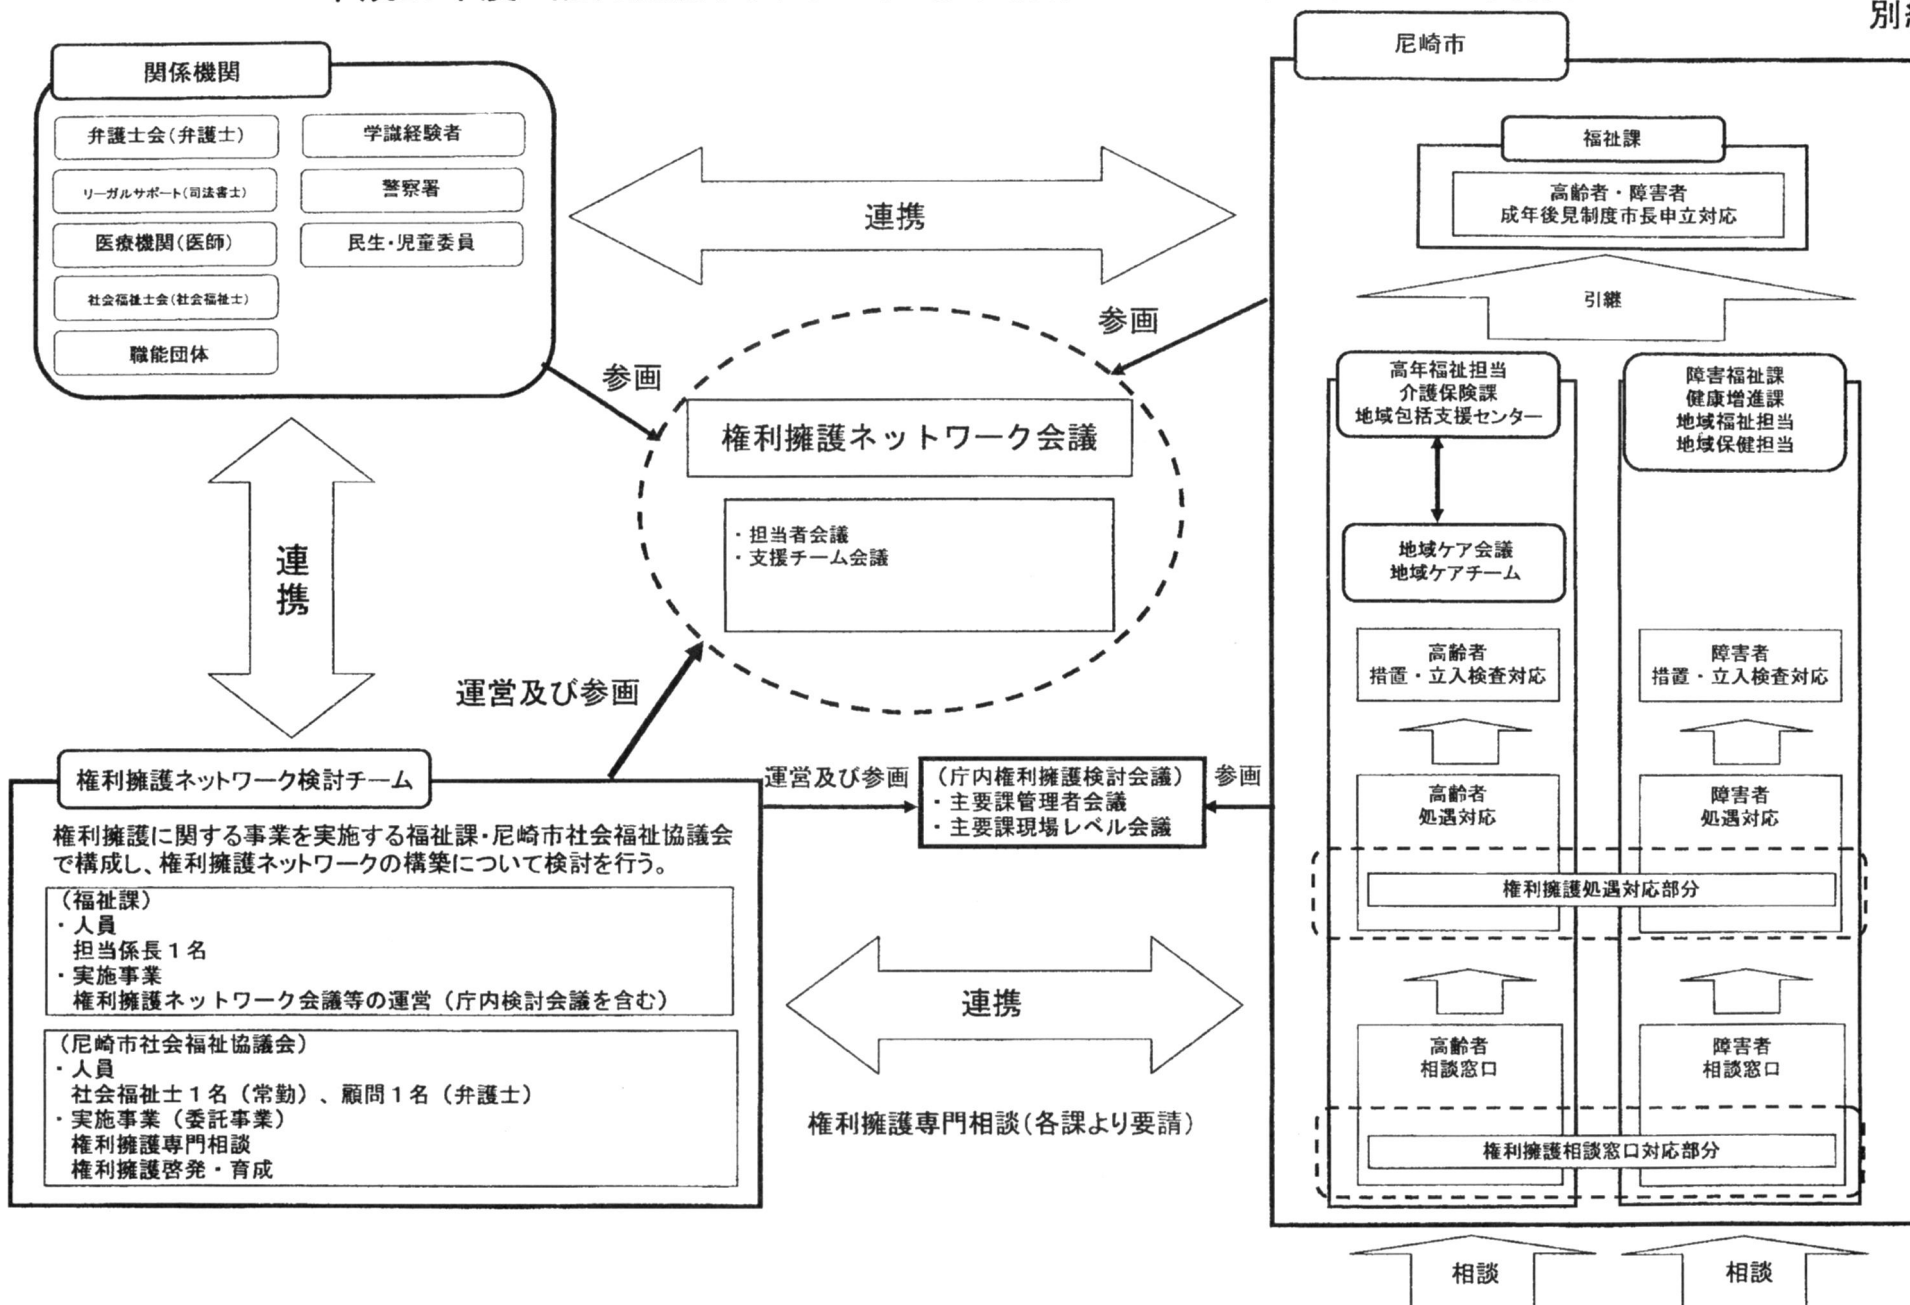 別
尼崎市
関係機関
弁護士会(弁護士)
学識経験者
リーガルサポート(司法書士)
警察署
医療機関(医師)
民生・児童委員
社会福祉士会(社会福祉士)
職能団体
連携
福祉課
高齢者・障害者
成年後見制度市長申立対応
引継
参画
参画
権利擁護ネットワーク会議
・担当者会議
・支援チーム会議
高年福祉担当
介護保険課
地域包括支援センター
障害福祉課
健康増進課
地域福祉担当
地域保健担当
地域ケア会議
地域ケアチーム
連携
運営及び参画
高齢者
措置・立入検査対応
障害者
措置・立入検査対応
権利擁護ネットワーク検討チーム
権利擁護に関する事業を実施する福祉課・尼崎市社会福祉協議会
で構成し、権利擁護ネットワークの構築について検討を行う。
(福祉課)
・人員
担当係長1名
・実施事業
権利擁護ネットワーク会議等の運営(庁内検討会議を含む)
(尼崎市社会福祉協議会)
・人員
社会福祉士1名(常勤)、顧問1名(弁護士)
・実施事業(委託事業)
権利擁護専門相談
権利擁護啓発・育成
運営及び参画
(庁内権利擁護検討会議)
・主要課管理者会議
・主要課現場レベル会議
参画
高齢者
処遇対応
障害者
処遇対応
権利擁護処遇対応部分
連携
権利擁護専門相談(各課より要請)
高齢者
相談窓口
障害者
相談窓口
権利擁護相談窓口対応部分
相談
相談